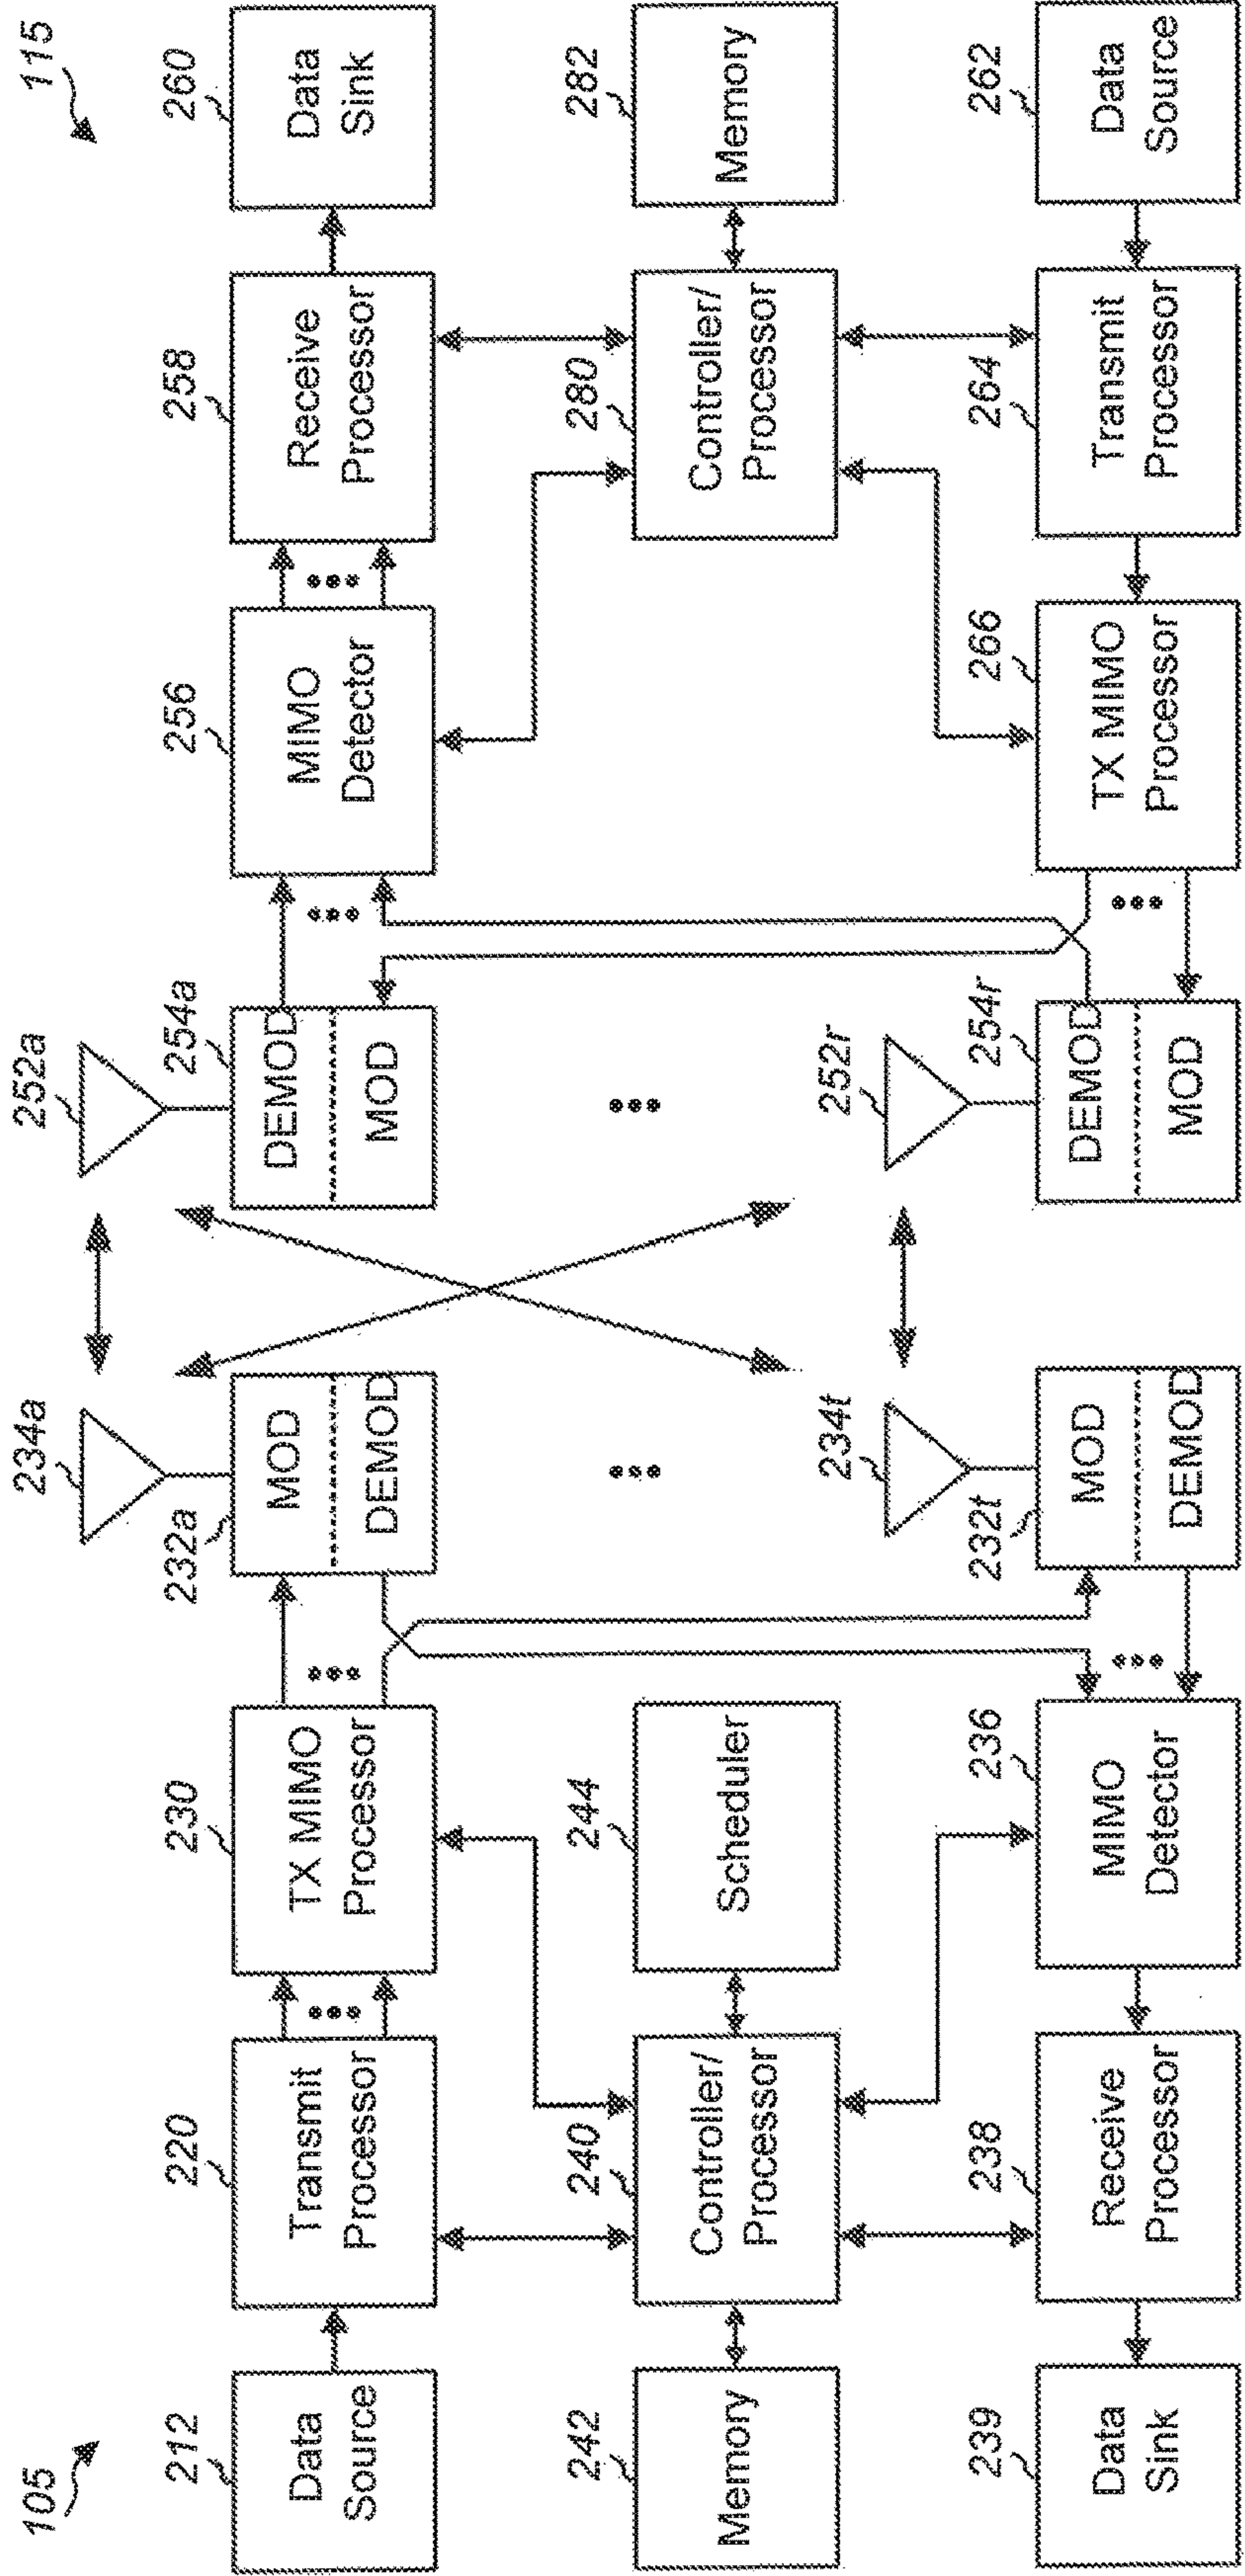 105
115
212
Data
Source
220
Transmit
Processor
230
TX MIMO
Processor
232a
MOD
DEMOD
234a
252a
254a
DEMOD
MOD
256
MIMO
Detector
258
Receive
Processor
260
Data
Sink
242
Memory
240
Controller/
Processor
244
Scheduler
280
Controller/
Processor
282
Memory
239
Data
Sink
238
Receive
Processor
236
MIMO
Detector
232t
MOD
DEMOD
234t
252r
254r
DEMOD
MOD
266
TX MIMO
Processor
264
Transmit
Processor
262
Data
Source